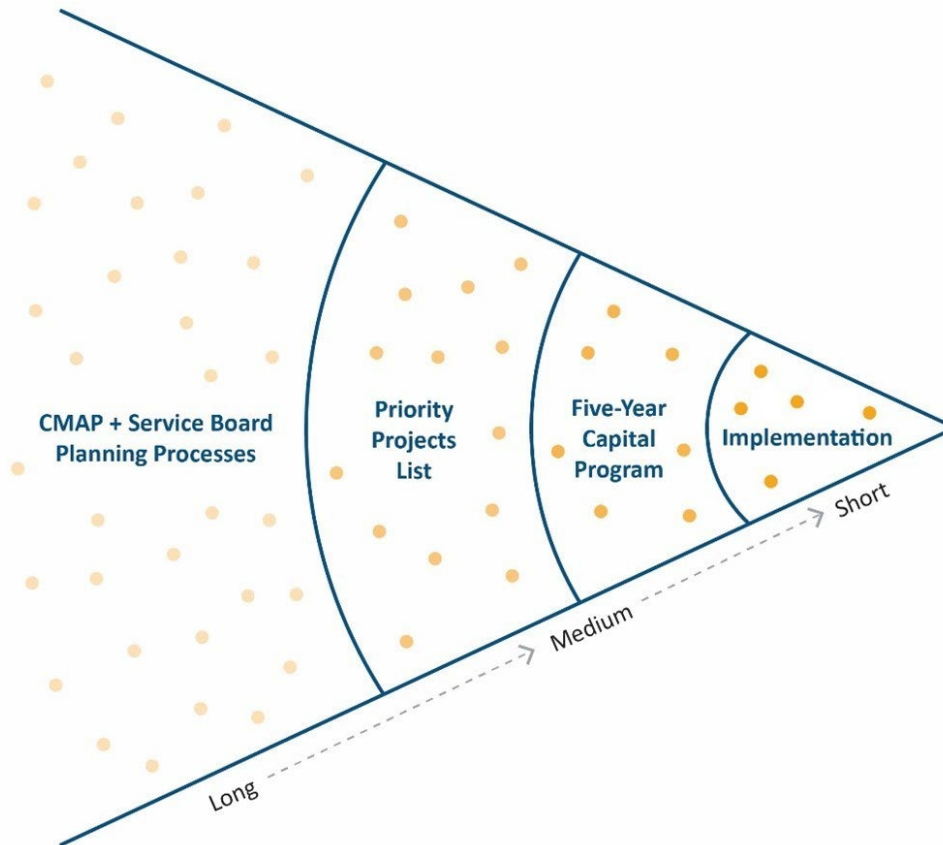 CMAP + Service Board
Planning Processes
Priority
Projects
List
Five-Year
Capital
Program
Implementation
Long
Medium
Short